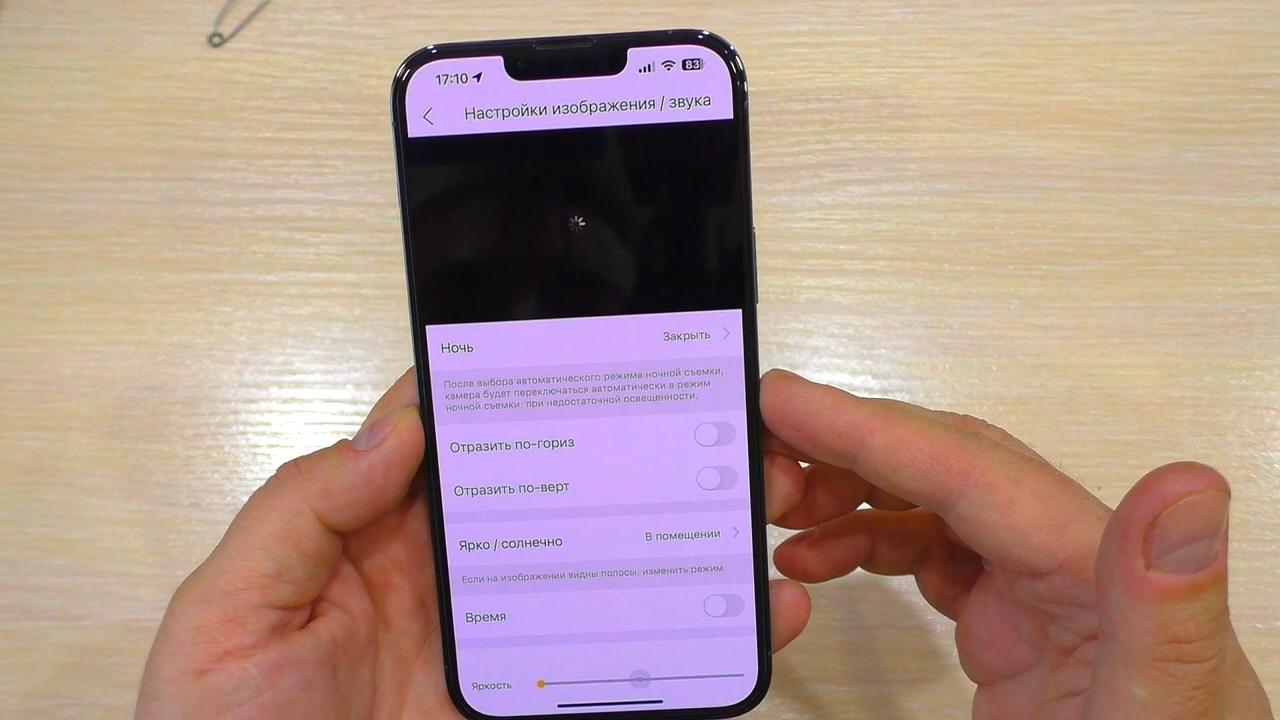 17:10 83
Настройки изображения / звука
Ночь Закрыть
После выбора автоматического режима ночной съемки,
камера будет переключаться автоматически в режим
ночной съемки, при недостаточной освещенности.
Отразить по-гориз
Отразить по-верт
Ярко / солнечно В помещении
Если на изображении видны полосы, изменить режим.
Время
Яркость